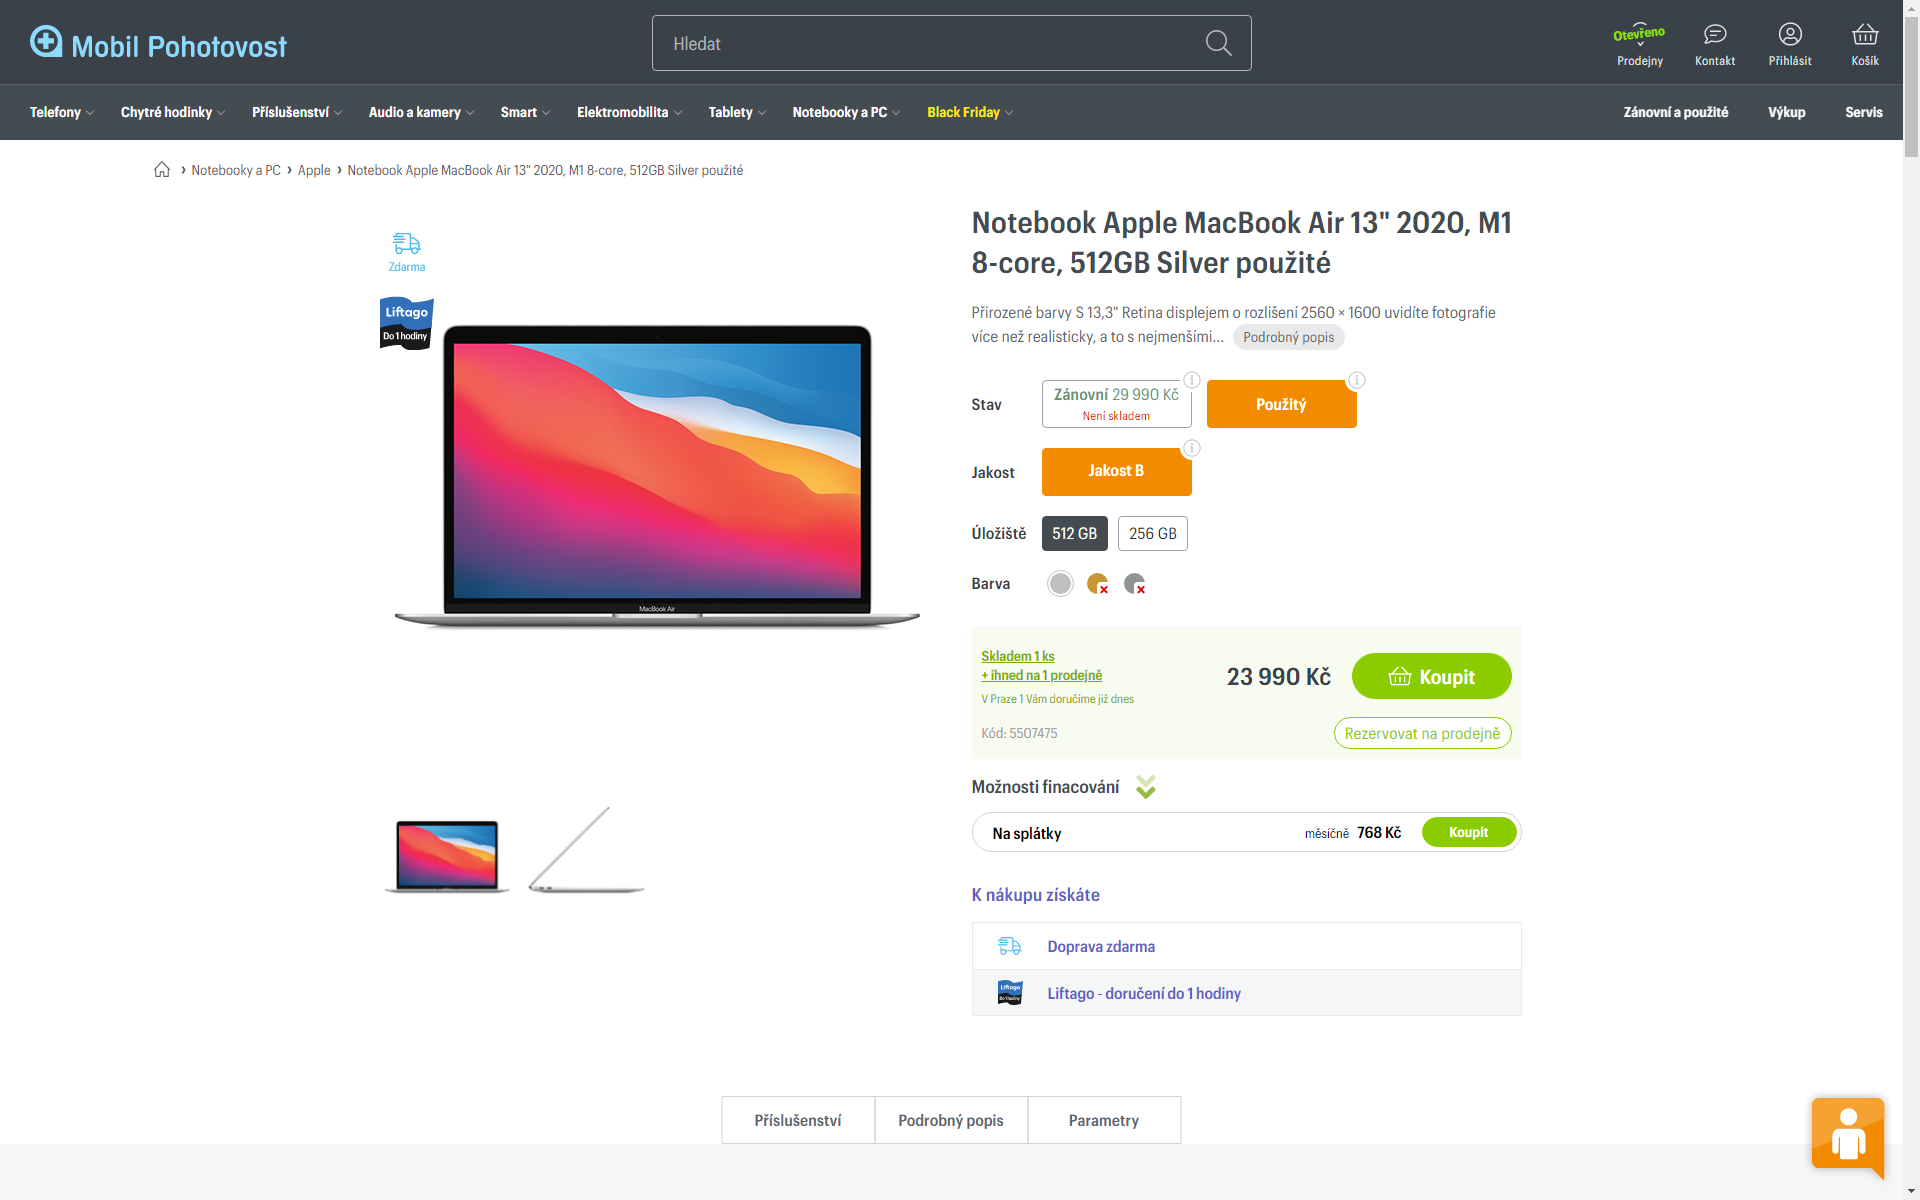 Mobil Pohotovost
Hledat
Otevřeno
Prodejny
Kontakt
Přihlásit
Košík
Telefony
Chytré hodinky
Příslušenství
Audio a kamery
Smart
Elektromobilita
Tablety
Notebooky a PC
Black Friday
Zánovní a použité
Výkup
Servis
Notebooky a PC › Apple › Notebook Apple MacBook Air 13" 2020, M1 8-core, 512GB Silver použité
Zdarma
Liftago
Do 1 hodiny
MacBook Air
Notebook Apple MacBook Air 13" 2020, M1
8-core, 512GB Silver použité
Přirozené barvy S 13,3" Retina displejem o rozlišení 2560 × 1600 uvidíte fotografie
více než realisticky, a to s nejmenšími... Podrobný popis
Stav
Zánovní 29 990 Kč
Není skladem
Použitý
Jakost
Jakost B
Úložiště
512 GB
256 GB
Barva
Skladem 1 ks
+ ihned na 1 prodejně
V Praze 1 Vám doručíme již dnes
23 990 Kč
Koupit
Kód: 5507475
Rezervovat na prodejně
Možnosti finacování
Na splátky
měsíčně 768 Kč
Koupit
K nákupu získáte
Doprava zdarma
Liftago
Do 1 hodiny
Liftago - doručení do 1 hodiny
Příslušenství
Podrobný popis
Parametry